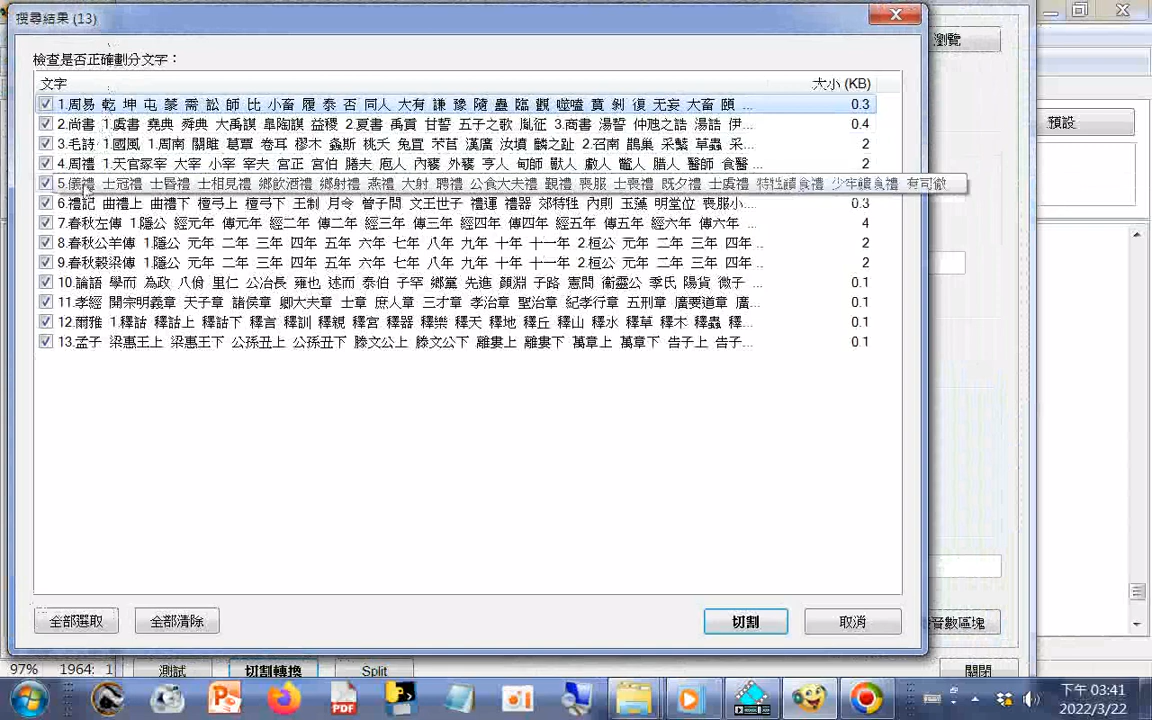 搜尋結果 (13)
瀏覽
檢查是否正確劃分文字：
文字 大小 (KB)
1.周易 乾 坤 屯 蒙 需 訟 師 比 小畜 履 泰 否 同人 大有 謙 豫 隨 蠱 臨 觀 噬嗑 賁 剝 復 无妄 大畜 頤 ... 0.3
2.尚書 1.虞書 堯典 舜典 大禹謨 皐陶謨 益稷 2.夏書 禹貢 甘誓 五子之歌 胤征 3.商書 湯誓 仲虺之誥 湯誥 伊... 0.4
3.毛詩 1.國風 1.周南 關雎 葛覃 卷耳 樛木 螽斯 桃夭 兔罝 芣苢 漢廣 汝墳 麟之趾 2.召南 鵲巢 采蘩 草蟲 采... 2
4.周禮 1.天官冢宰 大宰 小宰 宰夫 宮正 宮伯 膳夫 庖人 內饔 外饔 亨人 甸師 獸人 䱷人 鼈人 腊人 醫師 食醫 2
5.儀禮 士冠禮 士昏禮 士相見禮 鄉飲酒禮 鄉射禮 燕禮 大射 聘禮 公食大夫禮 覲禮 喪服 士喪禮 既夕禮 士虞禮 特牲饋食禮 少牢饋食禮 有司徹
6.禮記 曲禮上 曲禮下 檀弓上 檀弓下 王制 月令 曾子問 文王世子 禮運 禮器 郊特牲 內則 玉藻 明堂位 喪服小... 0.3
7.春秋左傳 1.隱公 經元年 傳元年 經二年 傳二年 經三年 傳三年 經四年 傳四年 經五年 傳五年 經六年 傳六年... 4
8.春秋公羊傳 1.隱公 元年 二年 三年 四年 五年 六年 七年 八年 九年 十年 十一年 2.桓公 元年 二年 三年 四年... 2
9.春秋穀梁傳 1.隱公 元年 二年 三年 四年 五年 六年 七年 八年 九年 十年 十一年 2.桓公 元年 二年 三年 四年... 2
10.論語 學而 為政 八佾 里仁 公冶長 雍也 述而 泰伯 子罕 鄉黨 先進 顏淵 子路 憲問 衞靈公 季氏 陽貨 微子 ... 0.1
11.孝經 開宗明義章 天子章 諸侯章 卿大夫章 士章 庶人章 三才章 孝治章 聖治章 紀孝行章 五刑章 廣要道章 廣... 0.1
12.爾雅 1.釋詁 釋詁上 釋詁下 釋言 釋訓 釋親 釋宮 釋器 釋樂 釋天 釋地 釋丘 釋山 釋水 釋草 釋木 釋蟲 釋... 0.1
13.孟子 梁惠王上 梁惠王下 公孫丑上 公孫丑下 滕文公上 滕文公下 離婁上 離婁下 萬章上 萬章下 告子上 告子... 0.1
預設
全部選取 全部清除 切割 取消
音數區塊
97% 1964: 1 測試 切割轉換 Split 關閉
下午 03:41
2022/3/22